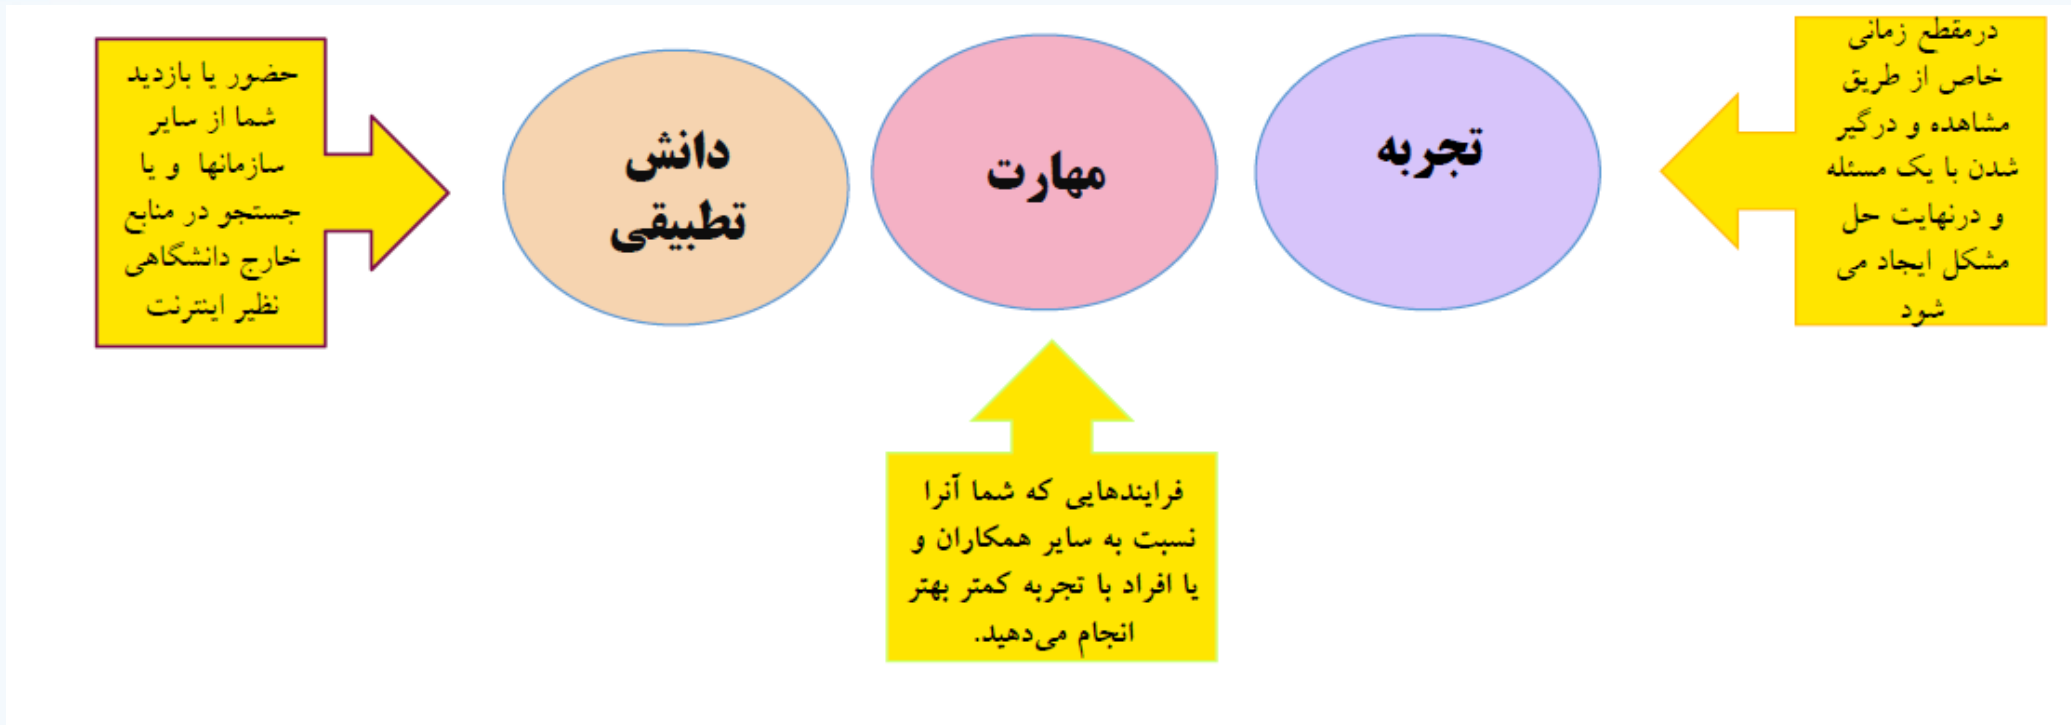 درمقطع زمانی
خاص از طریق
مشاهده و درگیر
شدن با یک مسئله
و درنهایت حل
مشکل ایجاد می
شود
تجربه
مهارت
دانش
تطبیقی
حضور یا بازدید
شما از سایر
سازمانها و یا
جستجو در منابع
خارج دانشگاهی
نظیر اینترنت
فرایندهایی که شما آنرا
نسبت به سایر همکاران و
یا افراد با تجربه کمتر بهتر
انجام می‌دهید.